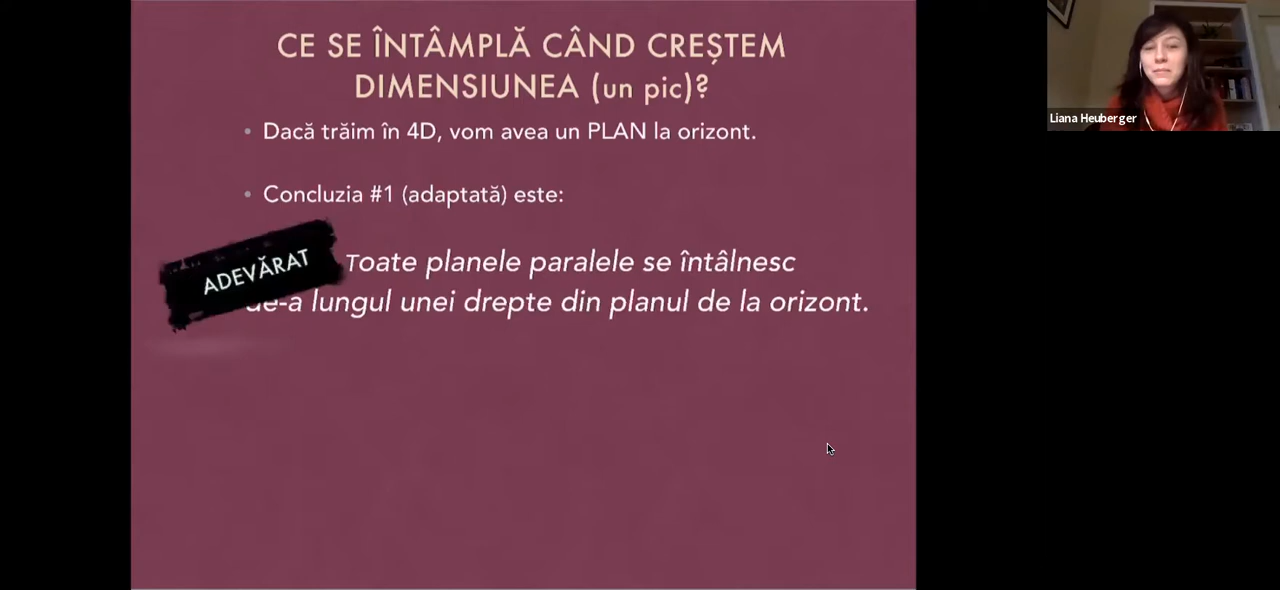 CE SE ÎNTÂMPLĂ CÂND CREȘTEM
DIMENSIUNEA (un pic)?
• Dacă trăim în 4D, vom avea un PLAN la orizont.
• Concluzia #1 (adaptată) este:
ADEVĂRAT
Toate planele paralele se întâlnesc
de-a lungul unei drepte din planul de la orizont.
Liana Heuberger